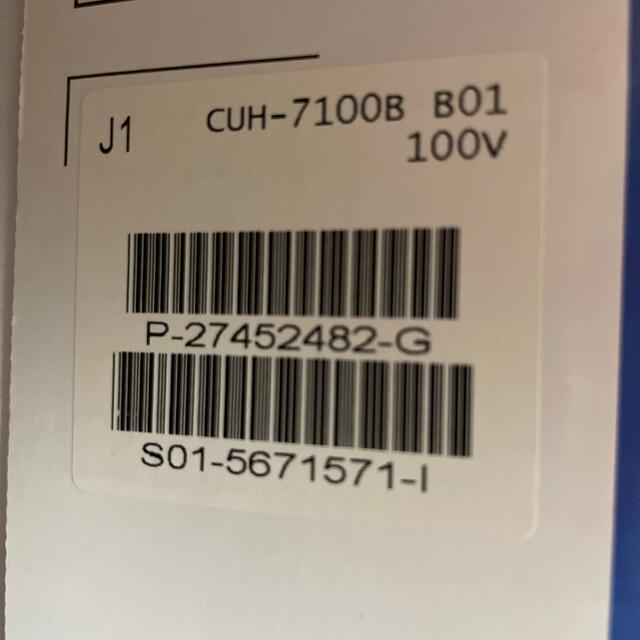 J1 CUH-7100B B01
100V
P-27452482-G
S01-5671571-I